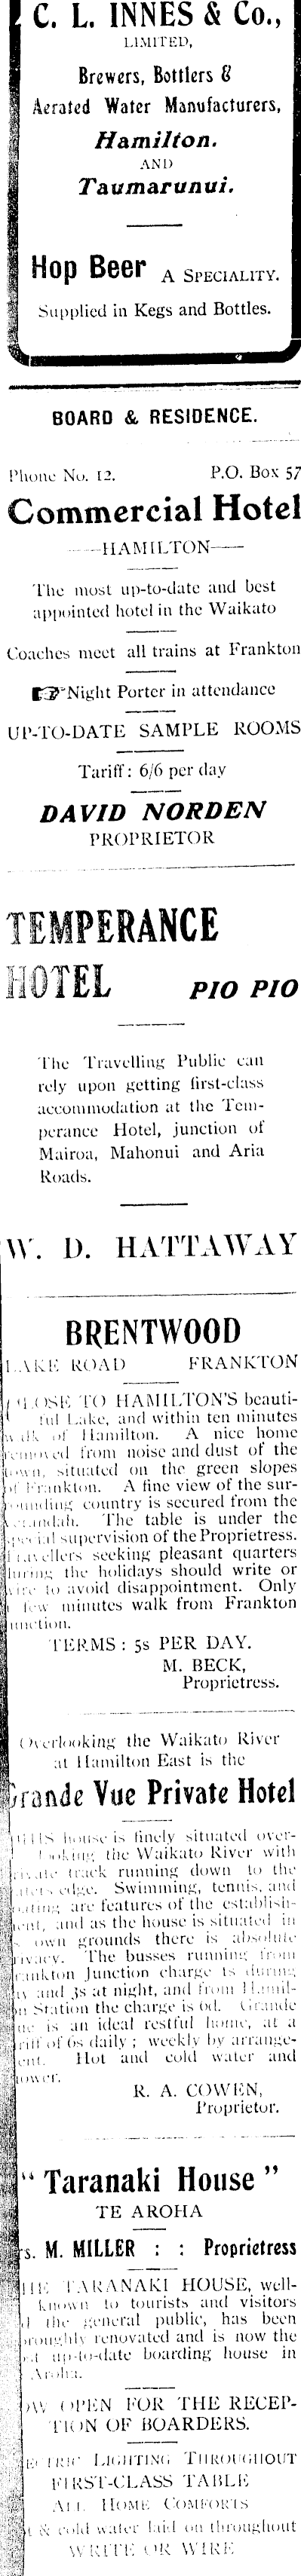 C. L. INNES & Co.,
LIMITED,
Brewers, Bottlers &
Aerated Water Manufacturers,
Hamilton.
AND
Taumarunui.
Hop Beer A SPECIALITY.
Supplied in Kegs and Bottles.
BOARD & RESIDENCE.
Phone No. 12. P.O. Box 57
Commercial Hotel
HAMILTON
The most up-to-date and best
appointed hotel in the Waikato
Coaches meet all trains at Frankton
☞Night Porter in attendance
UP-TO-DATE SAMPLE ROOMS
Tariff: 6/6 per day
DAVID NORDEN
PROPRIETOR
TEMPERANCE
HOTEL PIO PIO
The Travelling Public can
rely upon getting first-class
accommodation at the Tem-
perance Hotel, junction of
Mairoa, Mahonui and Aria
Roads.
W. D. HATTAWAY
BRENTWOOD
LAKE ROAD FRANKTON
CLOSE TO HAMILTON'S beauti-
ful Lake, and within ten minutes
walk of Hamilton. A nice home
removed from noise and dust of the
town, situated on the green slopes
of Frankton. A fine view of the sur-
rounding country is secured from the
verandah. The table is under the
special supervision of the Proprietress.
Travellers seeking pleasant quarters
during the holidays should write or
wire to avoid disappointment. Only
few minutes walk from Frankton
Junction.
TERMS: 5s PER DAY.
M. BECK,
Proprietress.
Overlooking the Waikato River
at Hamilton East is the
Grande Vue Private Hotel
THIS house is finely situated over-
looking the Waikato River with
private track running down to the
waters edge. Swimming, tennis, and
boating are features of the establish-
ment, and as the house is situated in
own grounds there is absolute
privacy. The busses running from
Frankton Junction charge 1s during
day and 3s at night, and from Hamil-
on Station the charge is 6d. Grande
ue is an ideal restful home, at a
tariff of 6s daily; weekly by arrange-
ent. Hot and cold water and
ower.
R. A. COWEN,
Proprietor.
"Taranaki House"
TE AROHA
rs. M. MILLER : : Proprietress
THE TARANAKI HOUSE, well-
known to tourists and visitors
the general public, has been
oroughly renovated and is now the
st up-to-date boarding house in
Aroha.
OW OPEN FOR THE RECEP-
TION OF BOARDERS.
ECTRIC LIGHTING THROUGHOUT
FIRST-CLASS TABLE
ALL HOME COMFORTS
t & cold water laid on throughout
WRITE OR WIRE